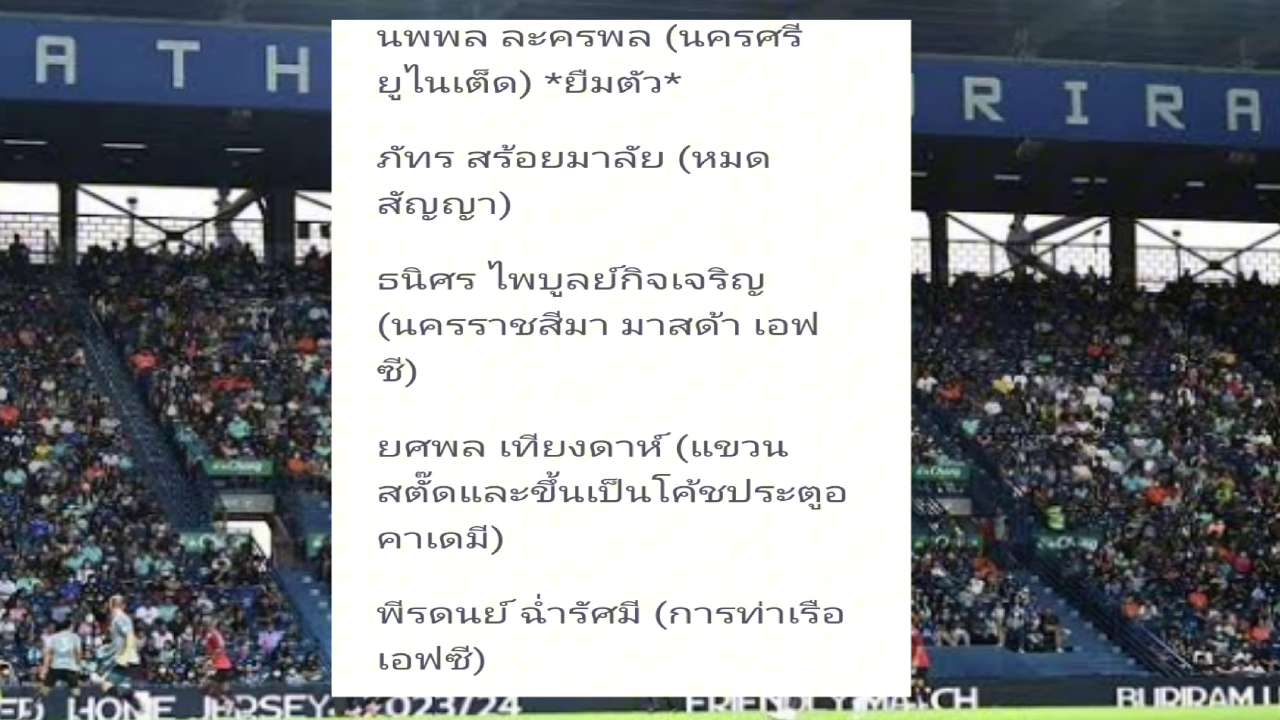 ATH
URIRA
นพพล ละครพล (นครศรี
ยูไนเต็ด) *ยืมตัว*
ภัทร สร้อยมาลัย (หมด
สัญญา)
ธนิศร ไพบูลย์กิจเจริญ
(นครราชสีมา มาสด้า เอฟ
ซี)
ยศพล เทียงดาห์ (แขวน
สตั๊ดและขึ้นเป็นโค้ชประตูอ
คาเดมี)
พีรดนย์ ฉ่ำรัศมี (การท่าเรือ
เอฟซี)
HOME JERSEY 2023/24
FRIENDLY MATCH
BURIRAM U